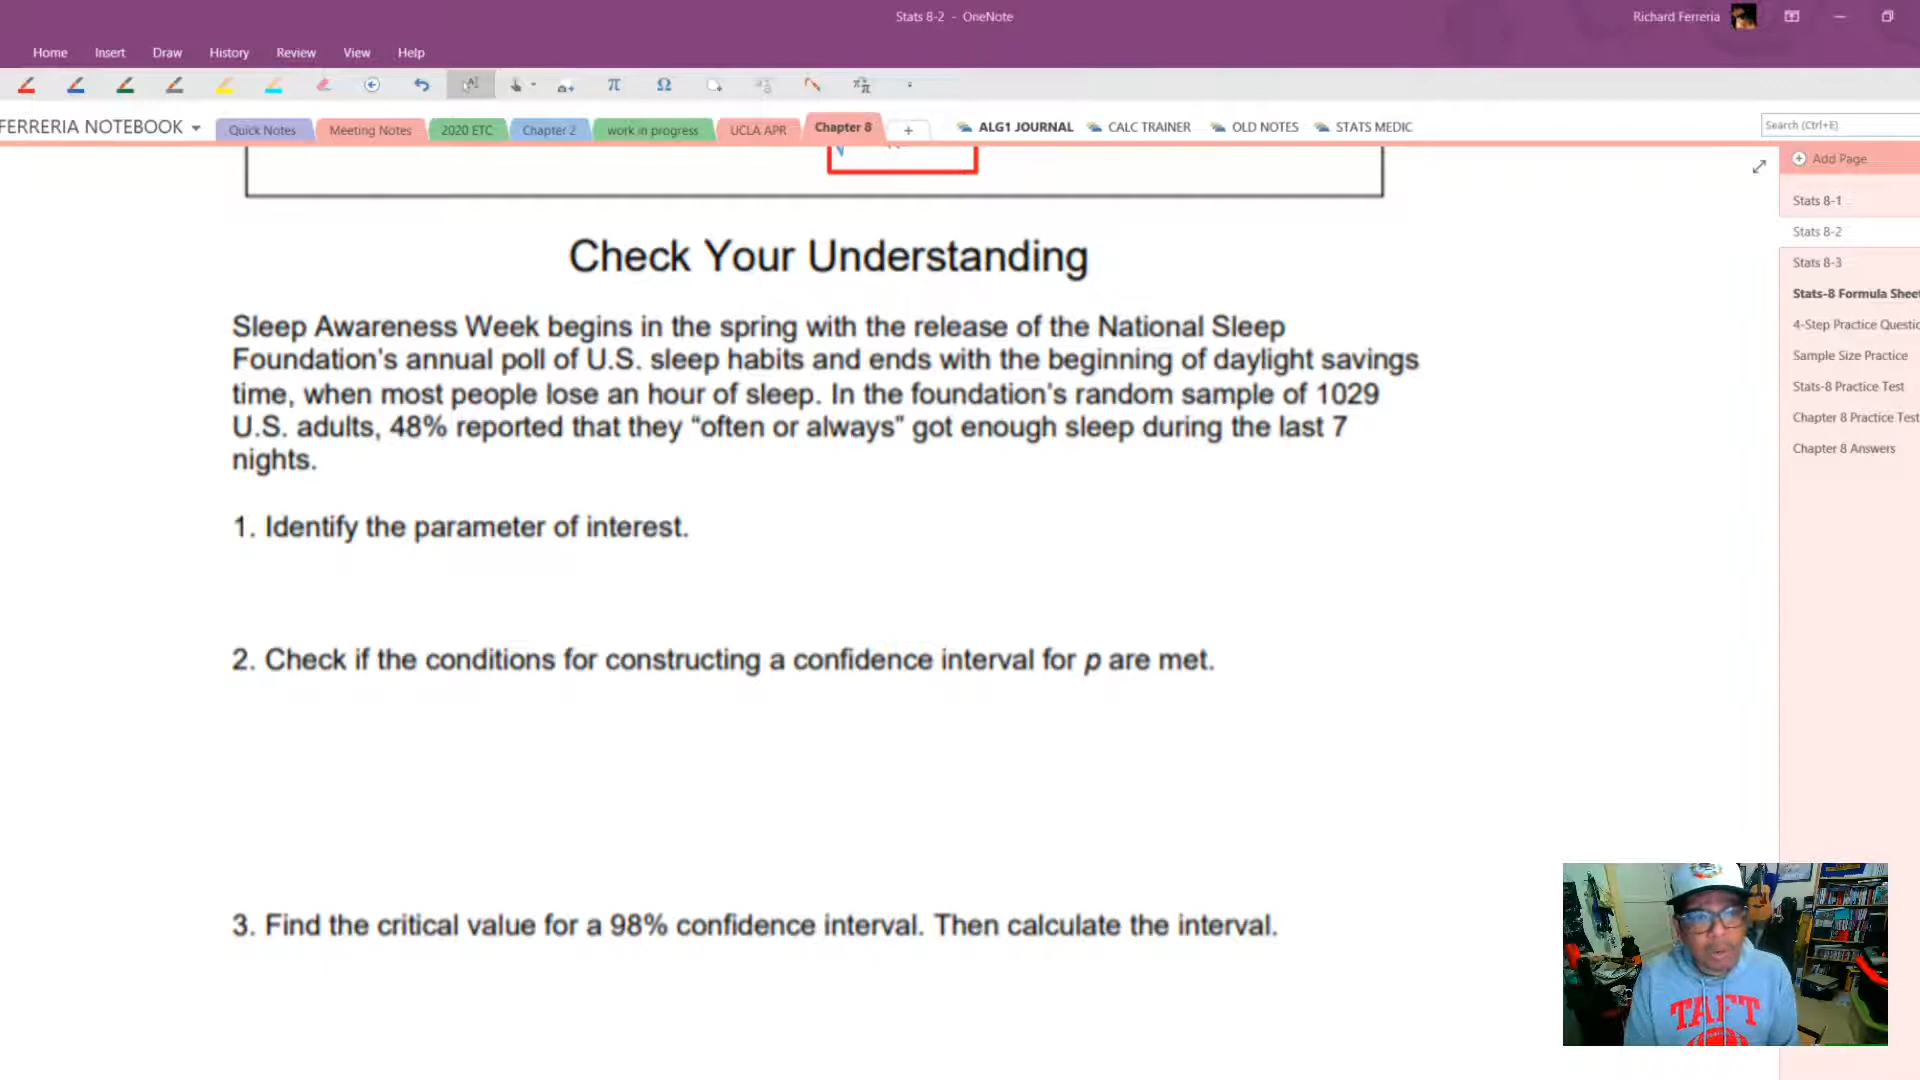 Stats 8-2 - OneNote
Richard Ferreria
Home Insert Draw History Review View Help
FERRERIA NOTEBOOK
Quick Notes Meeting Notes 2020 ETC Chapter 2 work in progress UCLA APR Chapter 8 + ALG1 JOURNAL CALC TRAINER OLD NOTES STATS MEDIC
Search (Ctrl+E)
Add Page
Stats 8-1
Stats 8-2
Stats 8-3
Stats-8 Formula Sheet
4-Step Practice Questio
Sample Size Practice
Stats-8 Practice Test
Chapter 8 Practice Test
Chapter 8 Answers
Check Your Understanding
Sleep Awareness Week begins in the spring with the release of the National Sleep
Foundation's annual poll of U.S. sleep habits and ends with the beginning of daylight savings
time, when most people lose an hour of sleep. In the foundation's random sample of 1029
U.S. adults, 48% reported that they “often or always” got enough sleep during the last 7
nights.
1. Identify the parameter of interest.
2. Check if the conditions for constructing a confidence interval for p are met.
3. Find the critical value for a 98% confidence interval. Then calculate the interval.
TAFT